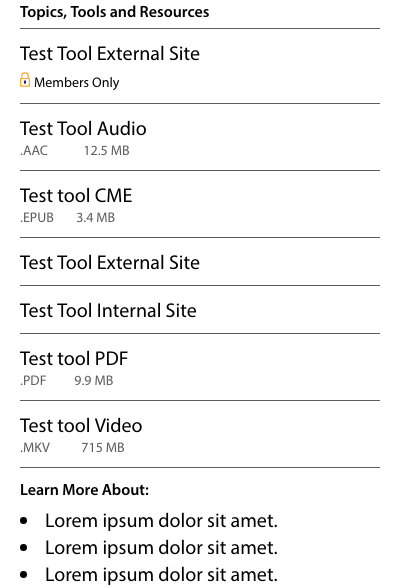 Topics, Tools and Resources
Test Tool External Site
Members Only
Test Tool Audio
.AAC 12.5 MB
Test tool CME
.EPUB 3.4 MB
Test Tool External Site
Test Tool Internal Site
Test tool PDF
.PDF 9.9 MB
Test tool Video
.MKV 715 MB
Learn More About:
• Lorem ipsum dolor sit amet.
• Lorem ipsum dolor sit amet.
• Lorem ipsum dolor sit amet.